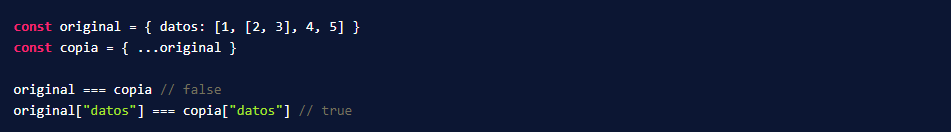 const original = { datos: [1, [2, 3], 4, 5] }
const copia = { ...original }
original === copia // false
original["datos"] === copia["datos"] // true